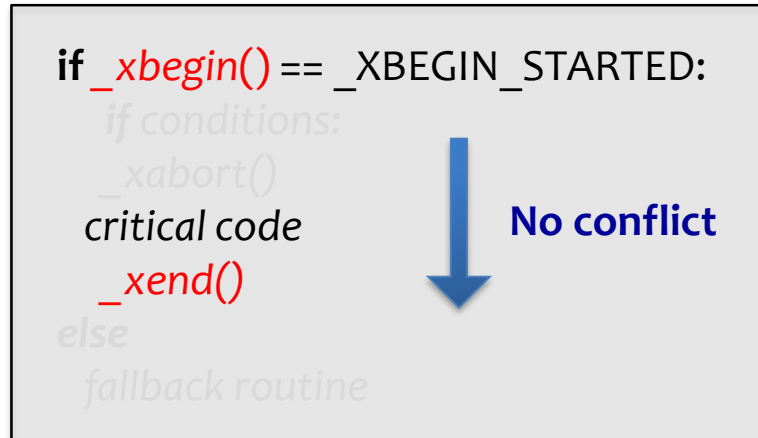 if _xbegin() == _XBEGIN_STARTED:
if conditions:
_xabort()
critical code
No conflict
_xend()
else
fallback routine